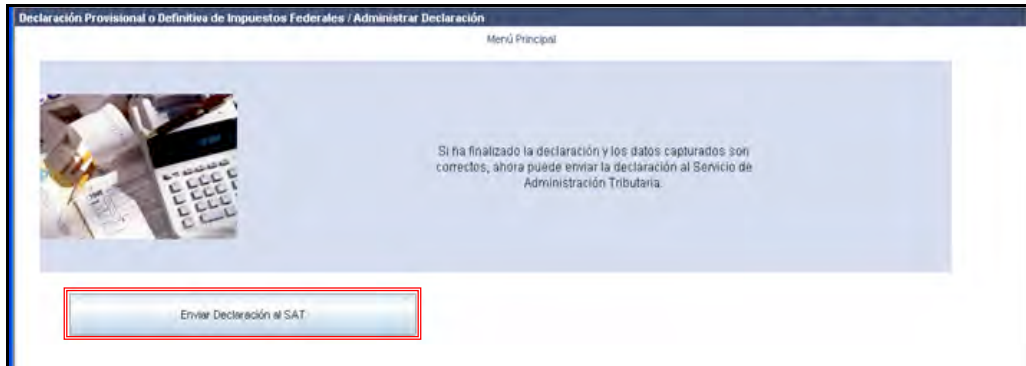 Declaración Provisional o Definitiva de Impuestos Federales / Administrar Declaración
Menú Principal
Si ha finalizado la declaración y los datos capturados son
correctos, ahora puede enviar la declaración al Servicio de
Administración Tributaria.
Enviar Declaración al SAT